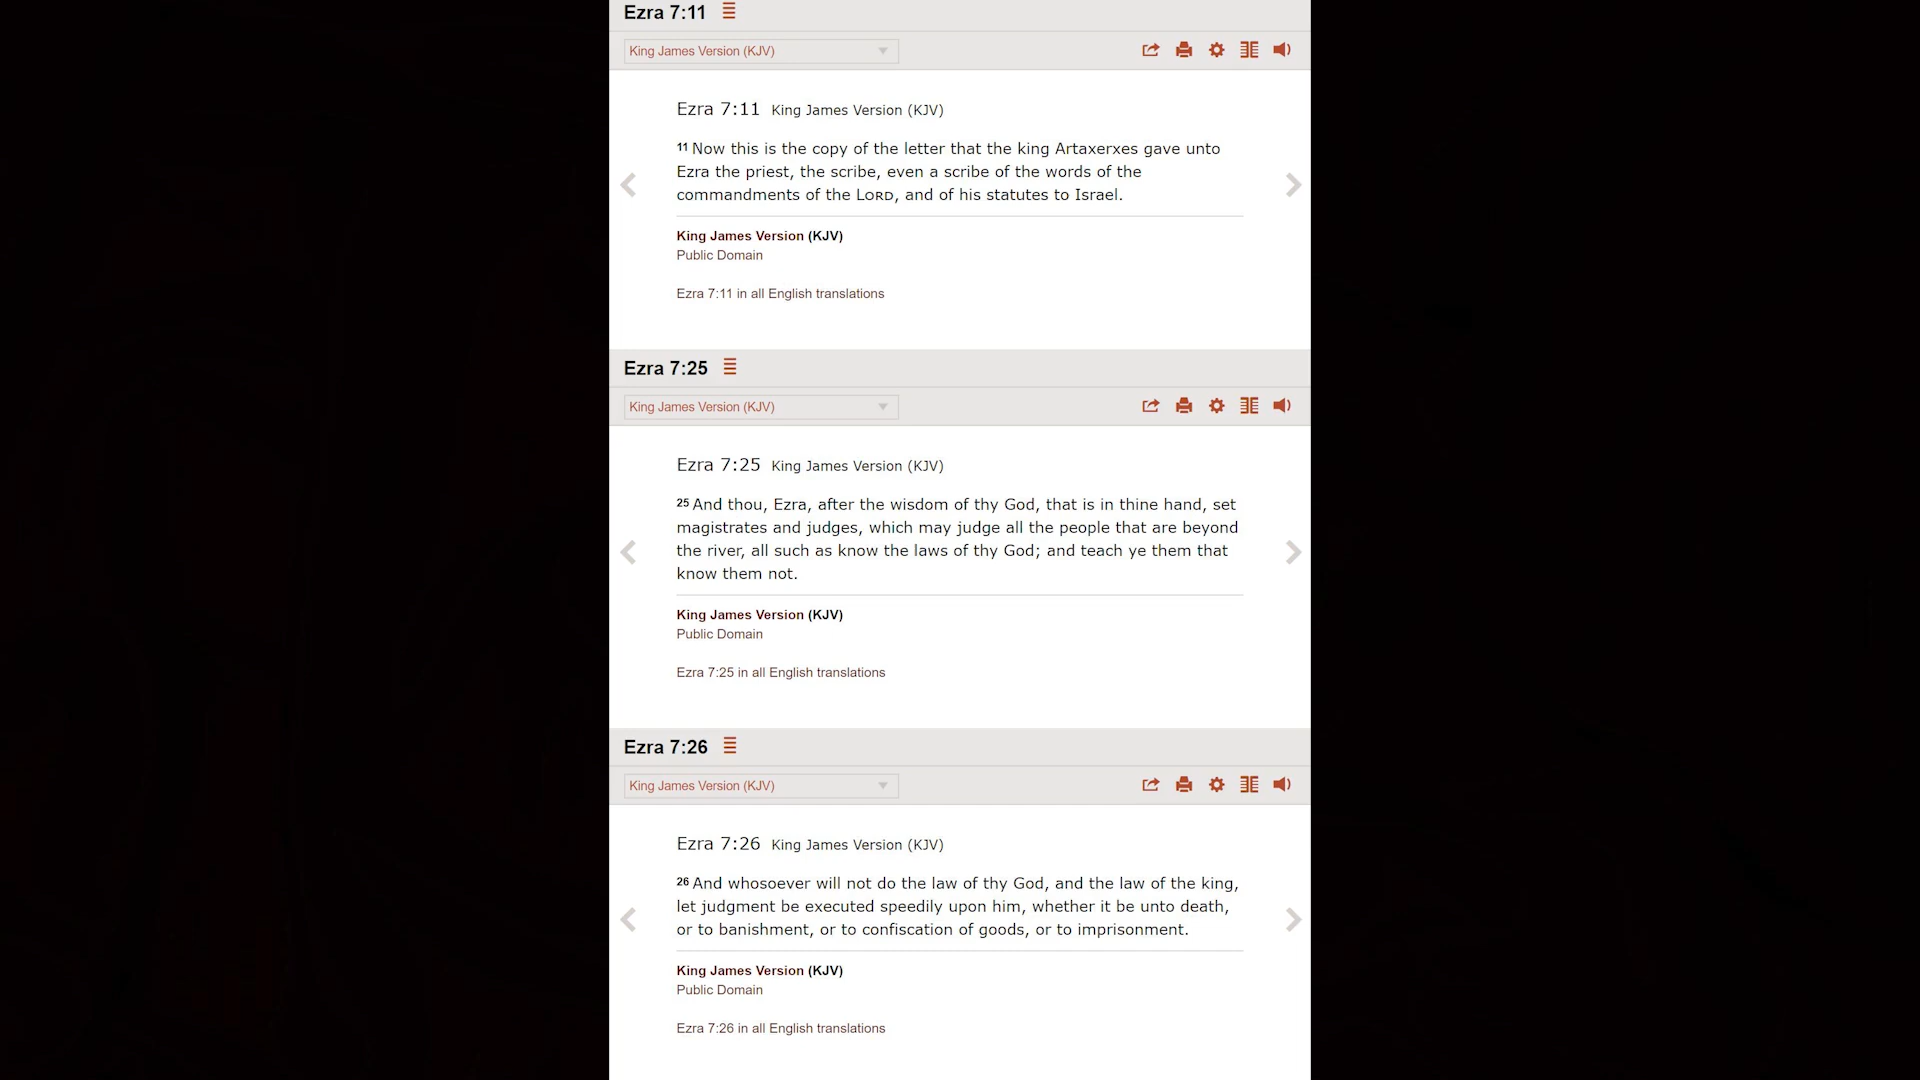 Ezra 7:11
King James Version (KJV)
Ezra 7:11 King James Version (KJV)
11 Now this is the copy of the letter that the king Artaxerxes gave unto
Ezra the priest, the scribe, even a scribe of the words of the
commandments of the LORD, and of his statutes to Israel.
King James Version (KJV)
Public Domain
Ezra 7:11 in all English translations
Ezra 7:25
King James Version (KJV)
Ezra 7:25 King James Version (KJV)
25 And thou, Ezra, after the wisdom of thy God, that is in thine hand, set
magistrates and judges, which may judge all the people that are beyond
the river, all such as know the laws of thy God; and teach ye them that
know them not.
King James Version (KJV)
Public Domain
Ezra 7:25 in all English translations
Ezra 7:26
King James Version (KJV)
Ezra 7:26 King James Version (KJV)
26 And whosoever will not do the law of thy God, and the law of the king,
let judgment be executed speedily upon him, whether it be unto death,
or to banishment, or to confiscation of goods, or to imprisonment.
King James Version (KJV)
Public Domain
Ezra 7:26 in all English translations